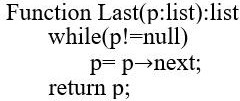 Function Last(p:list):list
while(p!=null)
p= p→next;
return p;